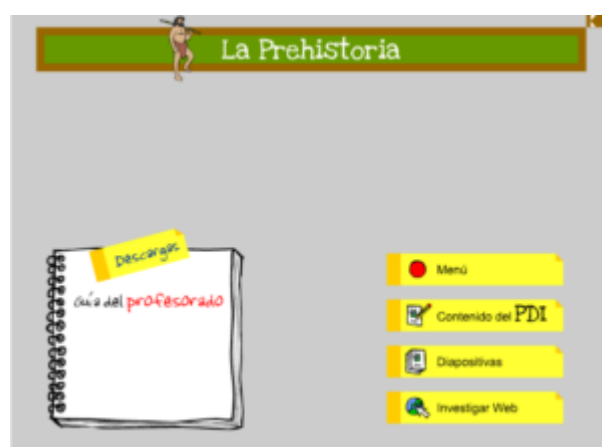 La Prehistoria
Descargas
Guía del profesorado
Menú
Contenido del PDI
Diapositivas
Investigar Web